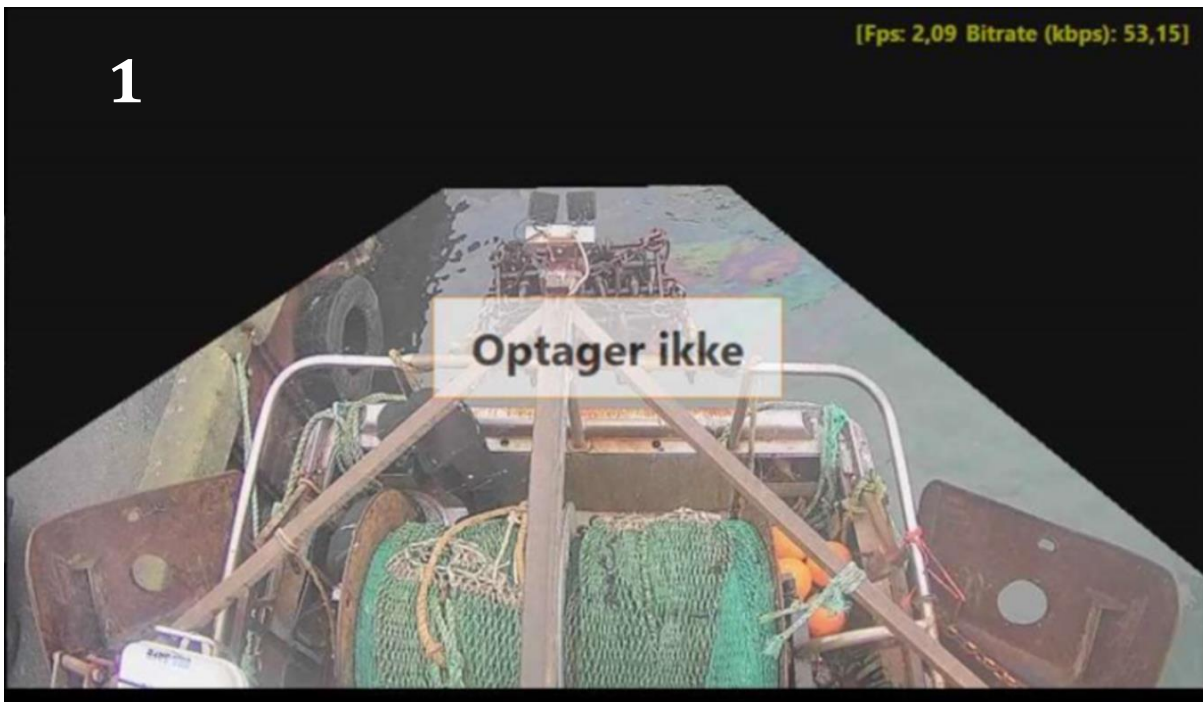 [Fps: 2,09 Bitrate (kbps): 53,15]
1
Optager ikke